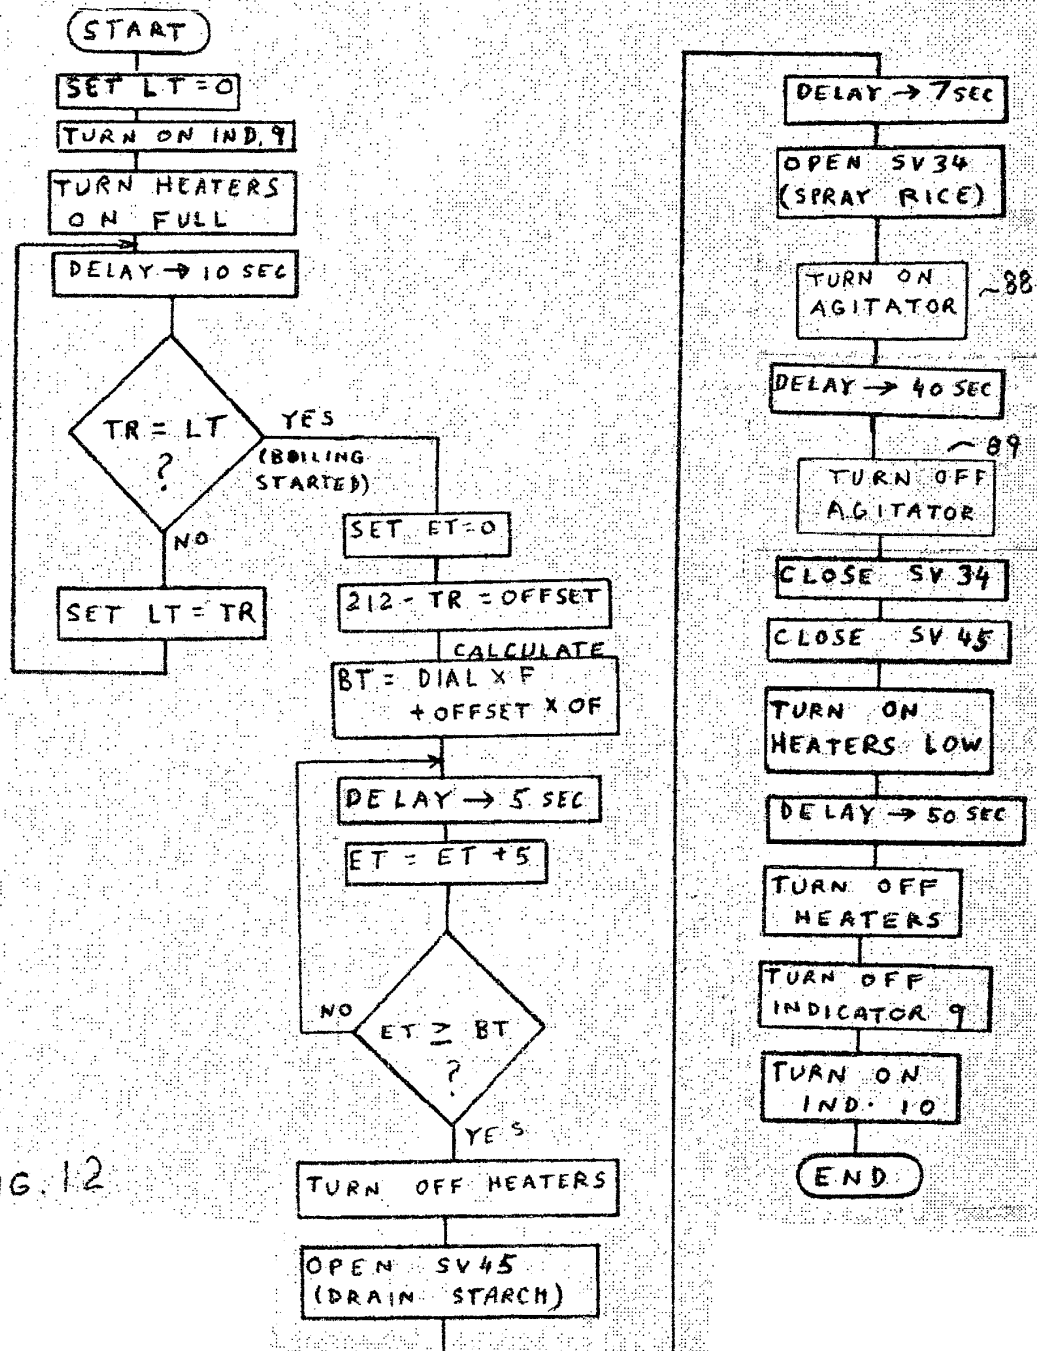 START
SET LT = 0
TURN ON IND. 9
TURN HEATERS
ON FULL
DELAY → 10 SEC
TR = LT
?
YES
(BOILING
STARTED)
NO
SET LT = TR
SET ET = 0
212 - TR = OFFSET
CALCULATE
BT = DIAL X F
+ OFFSET X OF
DELAY → 5 SEC
ET = ET + 5
NO
ET ≥ BT
?
YES
TURN OFF HEATERS
OPEN SV45
(DRAIN STARCH)
DELAY → 7 SEC
OPEN SV34
(SPRAY RICE)
TURN ON
AGITATOR
~88
DELAY → 40 SEC
~89
TURN OFF
AGITATOR
CLOSE SV 34
CLOSE SV 45
TURN ON
HEATERS LOW
DELAY → 50 SEC
TURN OFF
HEATERS
TURN OFF
INDICATOR 9
TURN ON
IND. 10
END
G. 12